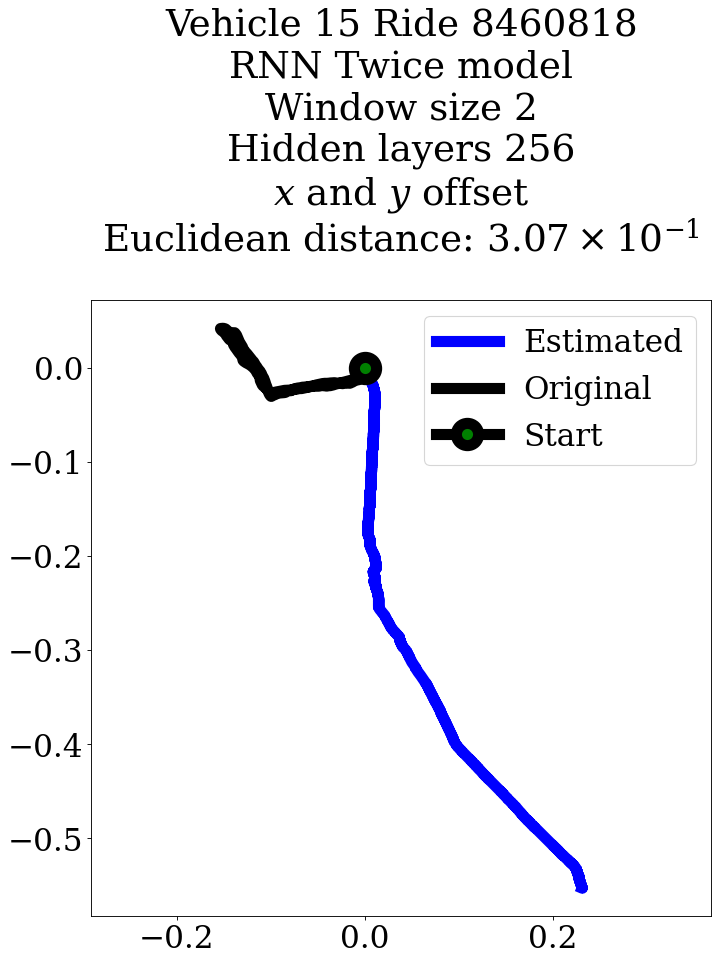 Vehicle 15 Ride 8460818
RNN Twice model
Window size 2
Hidden layers 256
x and y offset
Euclidean distance: 3.07 × 10⁻¹
Estimated
Original
Start
0.0
−0.1
−0.2
−0.3
−0.4
−0.5
−0.2 0.0 0.2